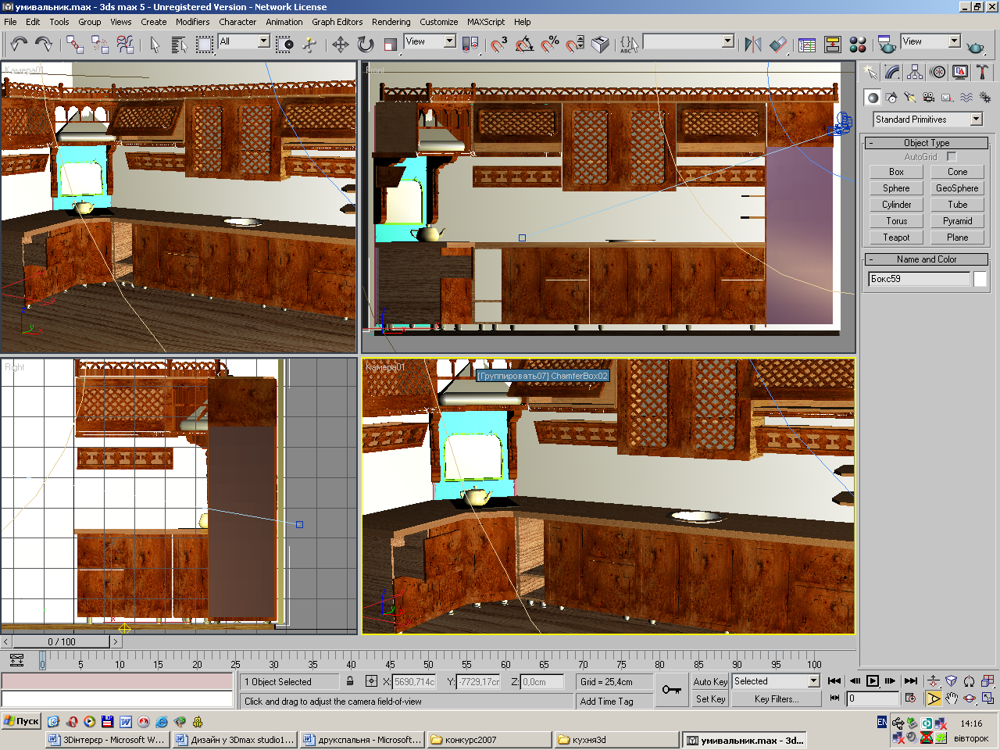 умивальник.max - 3ds max 5 - Unregistered Version - Network License
File Edit Tools Group Views Create Modifiers Character Animation Graph Editors Rendering Customize MAXScript Help
All
View
3
%
ABC
View
Камера01
Front
Standard Primitives
- Object Type
AutoGrid
Box Cone
Sphere GeoSphere
Cylinder Tube
Torus Pyramid
Teapot Plane
- Name and Color
Бокс59
Right
Камера01
[Группировать07] ChamferBox02
< 0 / 100 >
0 5 10 15 20 25 30 35 40 45 50 55 60 65 70 75 80 85 90 95 100
1 Object Selected
X: 5690,714c
Y: -7729,17cr
Z: 0,0cm
Grid = 25,4cm
Auto Key
Selected
Click and drag to adjust the camera field-of-view
Add Time Tag
Set Key
Key Filters...
0
Пуск
EN
14:16
вівторок
3Dінтерєр - Microsoft W...
Дизайн у 3Dmax studio1...
друкспальня - Microsoft...
конкурс2007
кухня3d
умивальник.max - 3d...